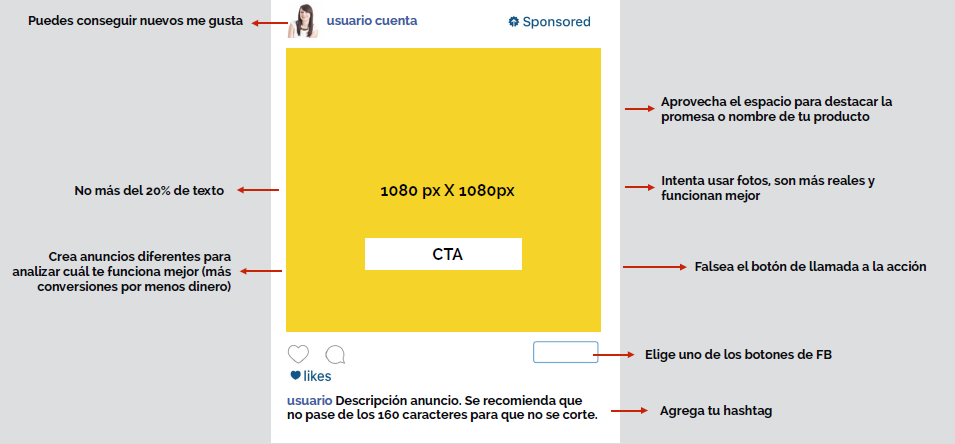 Puedes conseguir nuevos me gusta
usuario cuenta
Sponsored
Aprovecha el espacio para destacar la
promesa o nombre de tu producto
No más del 20% de texto
1080 px X 1080px
Intenta usar fotos, son más reales y
funcionan mejor
Crea anuncios diferentes para
analizar cuál te funciona mejor (más
conversiones por menos dinero)
CTA
Falsea el botón de llamada a la acción
Elige uno de los botones de FB
likes
usuario Descripción anuncio. Se recomienda que
no pase de los 160 caracteres para que no se corte.
Agrega tu hashtag